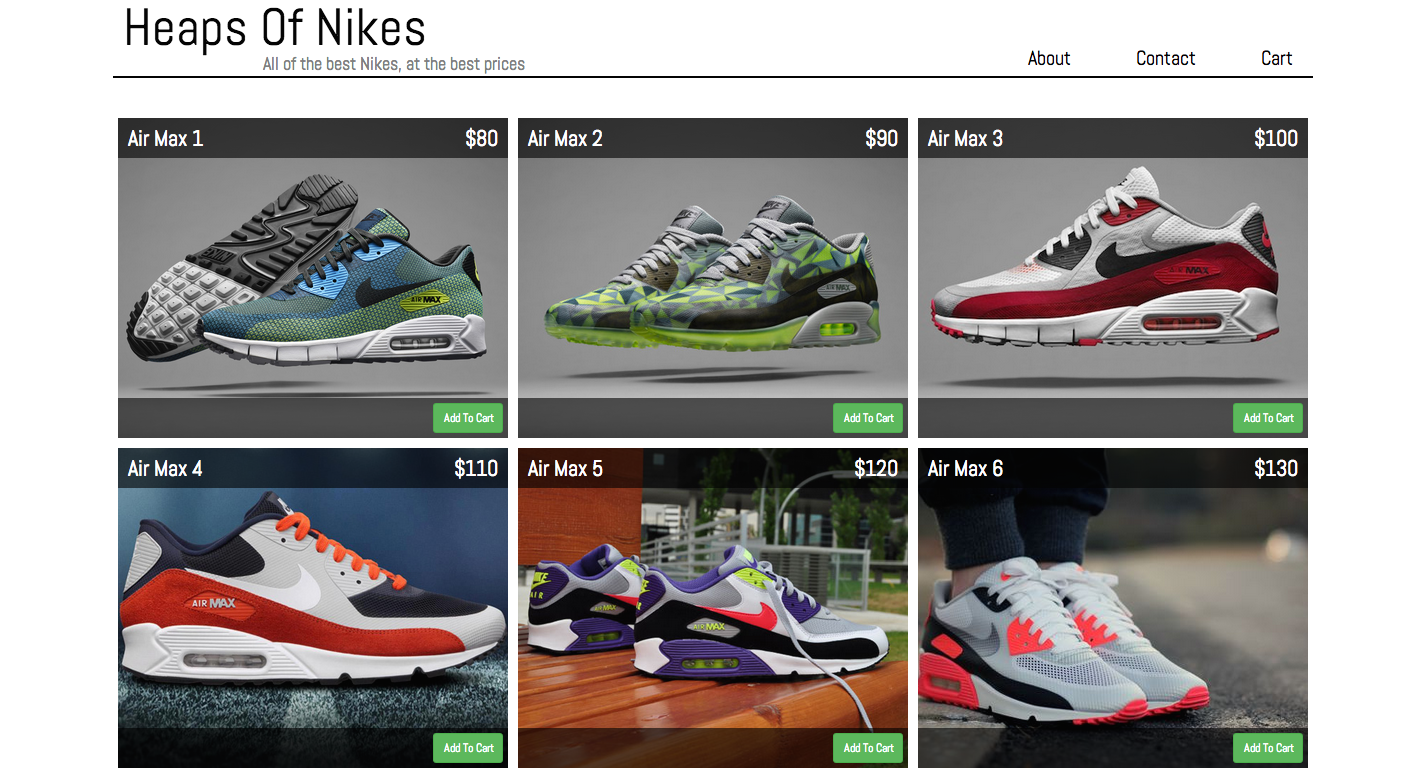 Heaps Of Nikes
All of the best Nikes, at the best prices
About Contact Cart
Air Max 1 $80
Air Max 2 $90
Air Max 3 $100
AIR MAX
AIR MAX
Add To Cart
Add To Cart
Add To Cart
Air Max 4 $110
Air Max 5 $120
Air Max 6 $130
AIR MAX
NIKE
AIR
AIR MAX
AIR MAX
Add To Cart
Add To Cart
Add To Cart